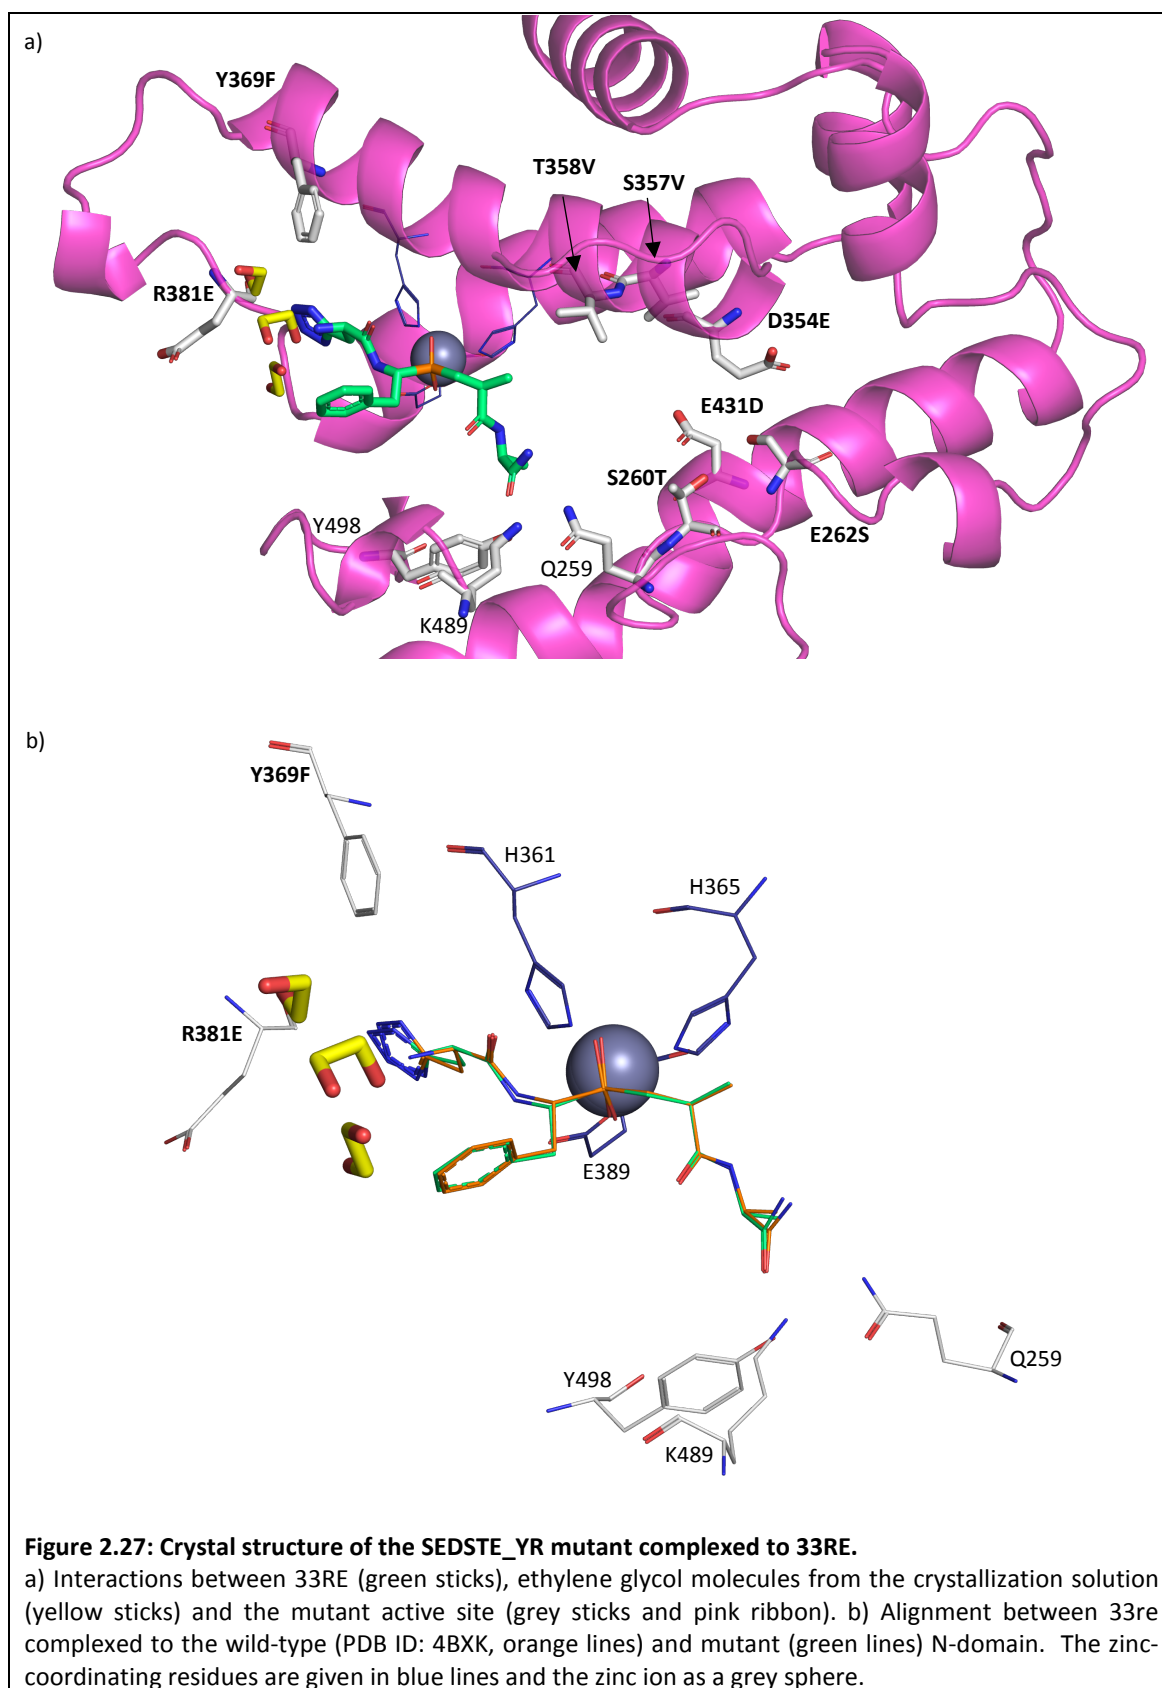 a)
Y369F
T358V
S357V
R381E
D354E
E431D
S260T
Y498
E262S
Q259
K489
b)
Y369F
H361
H365
R381E
E389
Y498
Q259
K489
Figure 2.27: Crystal structure of the SEDSTE_YR mutant complexed to 33RE.
a) Interactions between 33RE (green sticks), ethylene glycol molecules from the crystallization solution
(yellow sticks) and the mutant active site (grey sticks and pink ribbon). b) Alignment between 33re
complexed to the wild-type (PDB ID: 4BXK, orange lines) and mutant (green lines) N-domain. The zinc-
coordinating residues are given in blue lines and the zinc ion as a grey sphere.